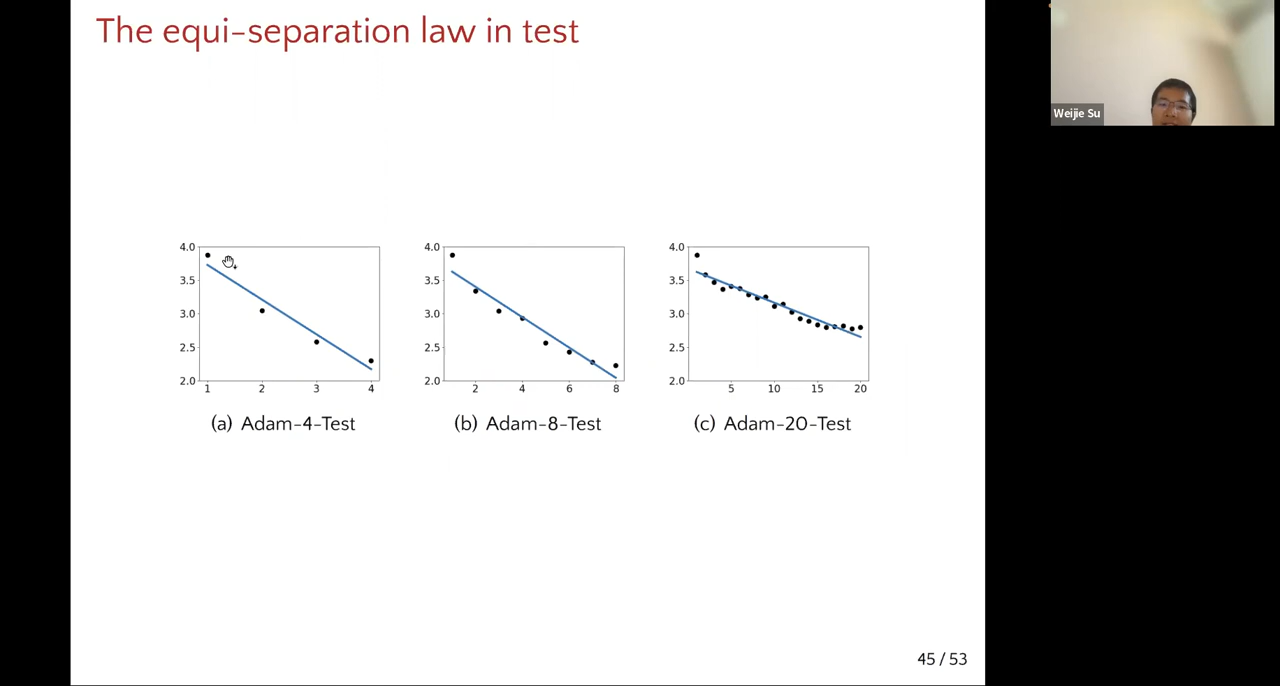 The equi-separation law in test
Weijie Su
4.0
3.5
3.0
2.5
2.0
1 2 3 4
(a) Adam-4-Test
4.0
3.5
3.0
2.5
2.0
2 4 6 8
(b) Adam-8-Test
4.0
3.5
3.0
2.5
2.0
5 10 15 20
(c) Adam-20-Test
45 / 53